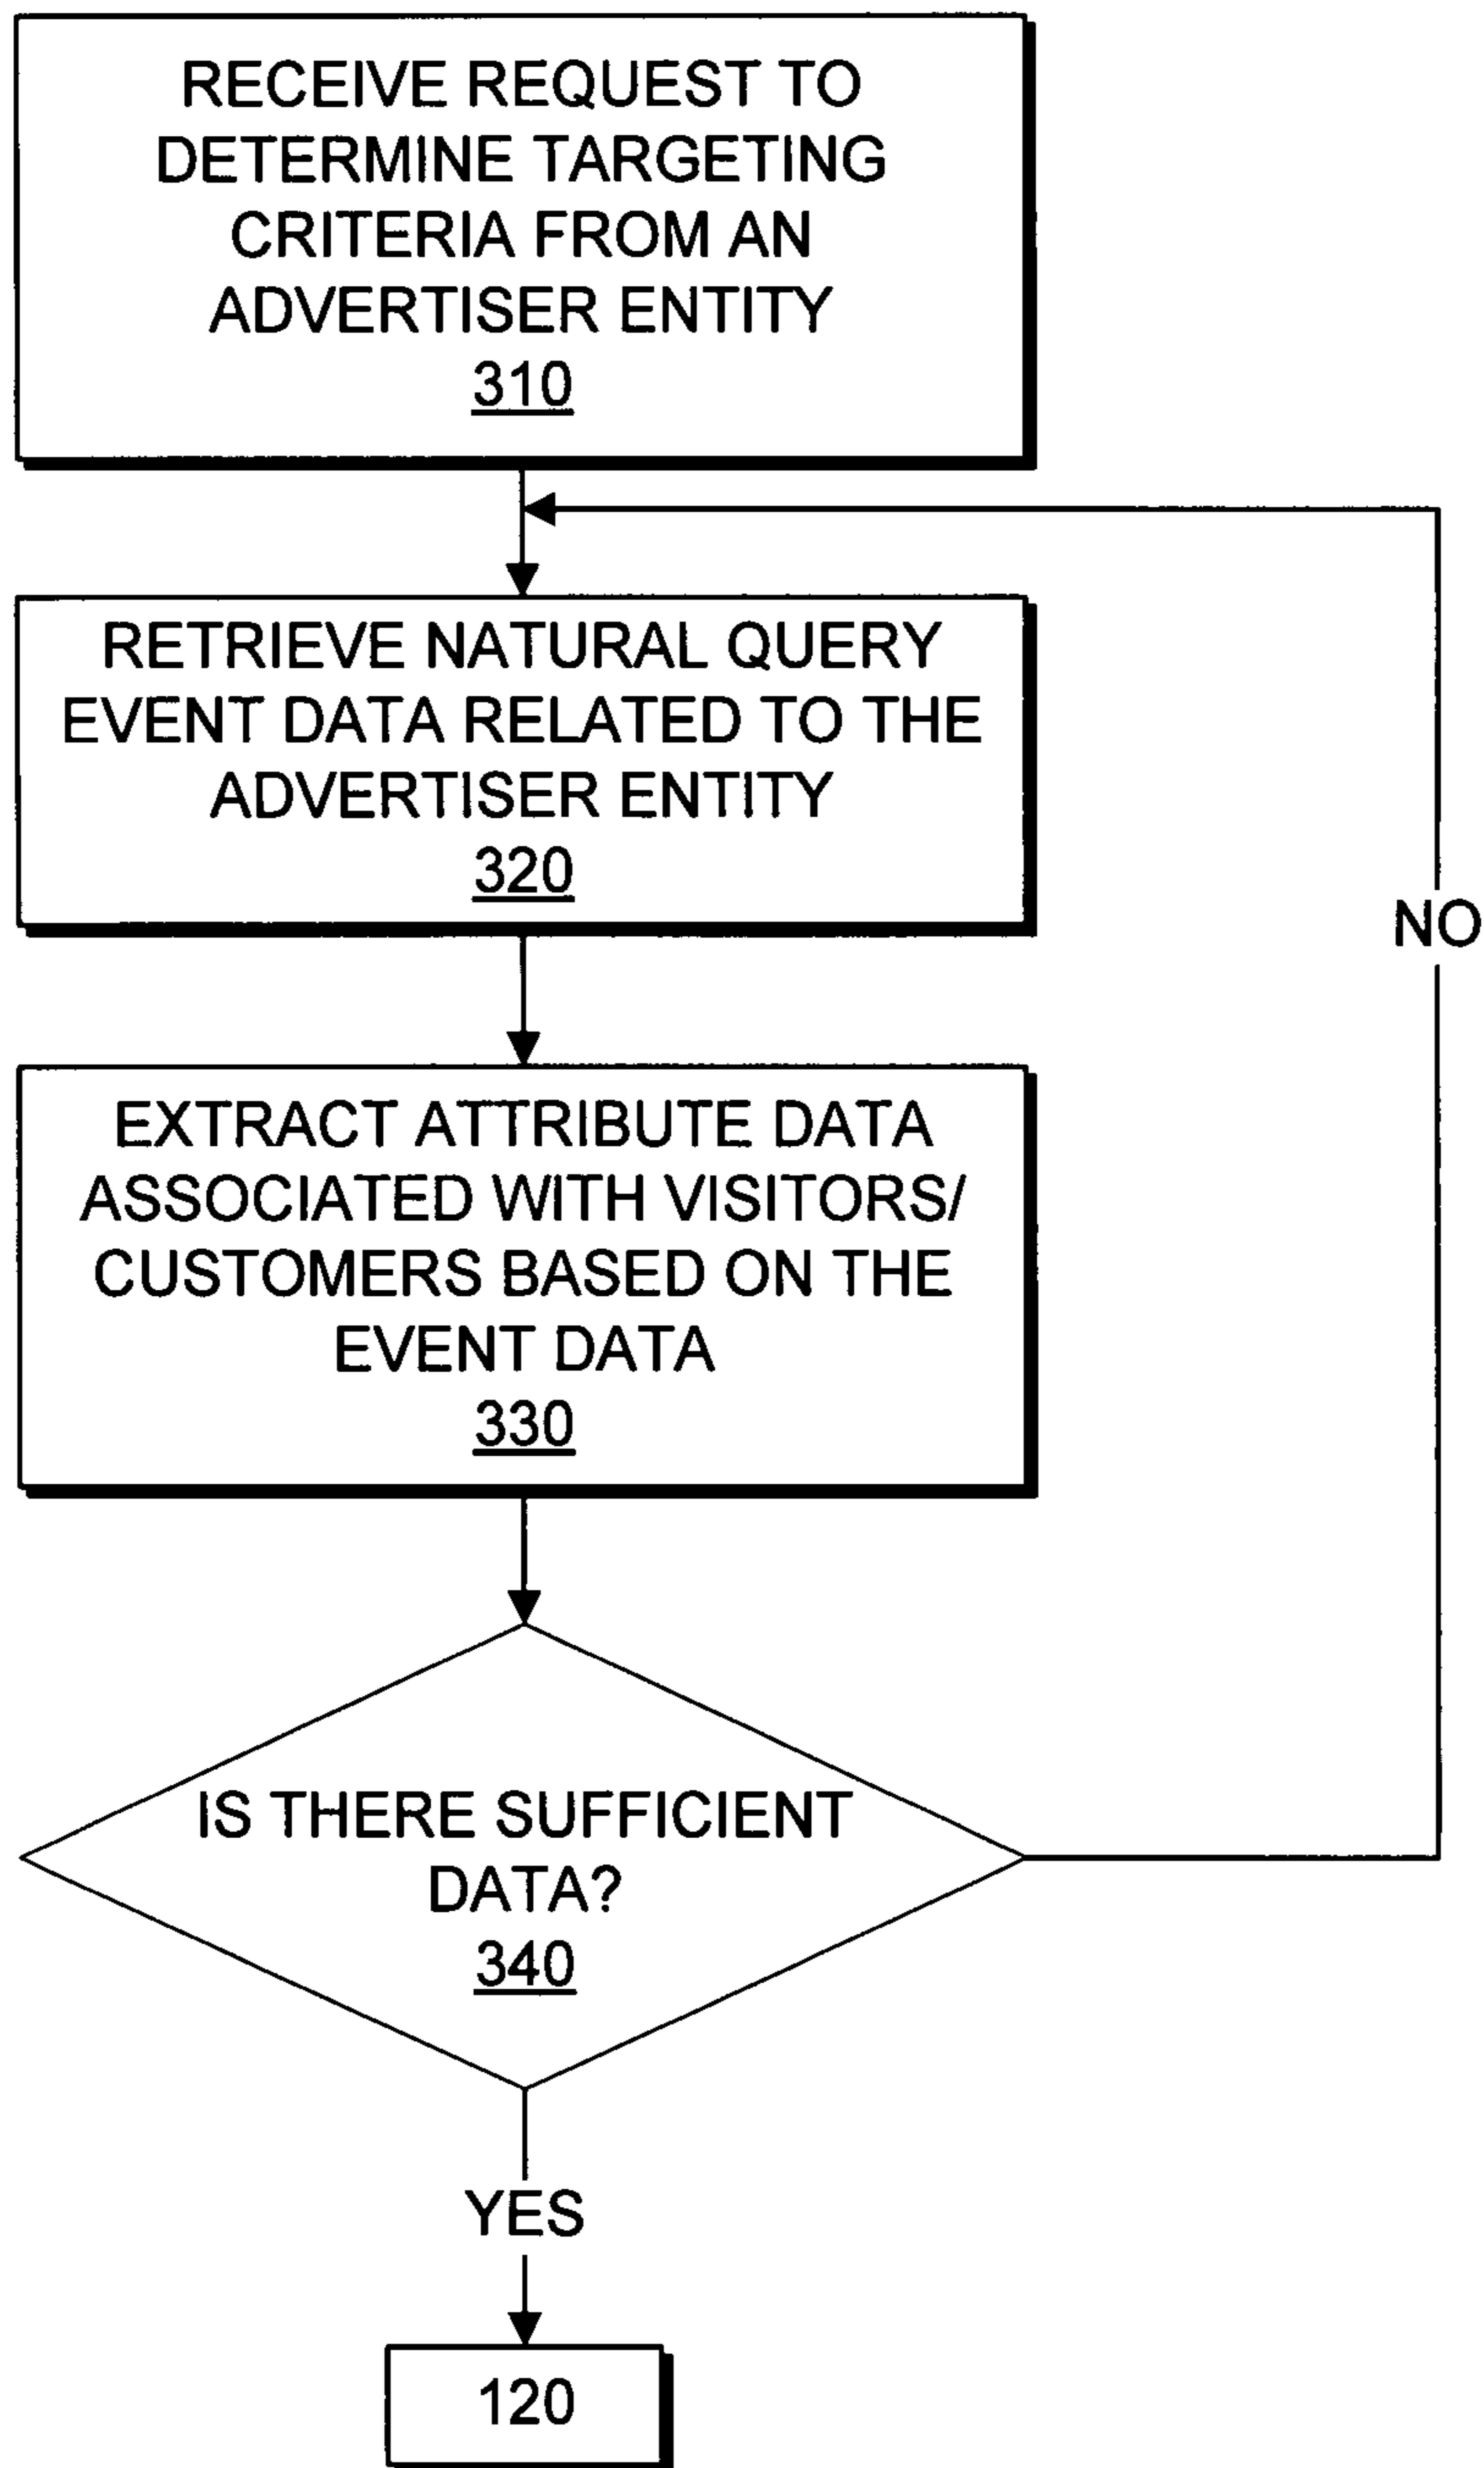 RECEIVE REQUEST TO
DETERMINE TARGETING
CRITERIA FROM AN
ADVERTISER ENTITY
310
RETRIEVE NATURAL QUERY
EVENT DATA RELATED TO THE
ADVERTISER ENTITY
320
NO
EXTRACT ATTRIBUTE DATA
ASSOCIATED WITH VISITORS/
CUSTOMERS BASED ON THE
EVENT DATA
330
IS THERE SUFFICIENT
DATA?
340
YES
120